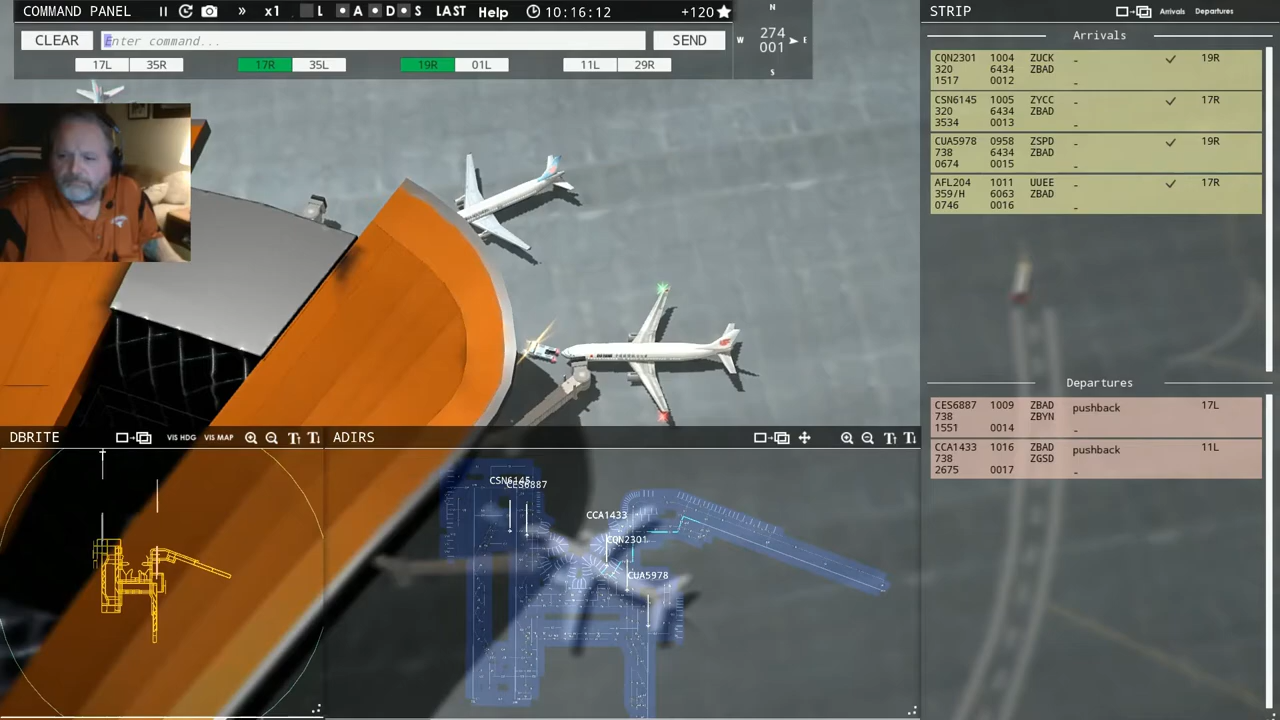 COMMAND PANEL » x1 L A D S LAST Help 10:16:12 +120
CLEAR Enter command... SEND
17L 35R 17R 35L 19R 01L 11L 29R
N
W 274 E
001
S
STRIP Arrivals Departures
Arrivals
CQN2301 1004 ZUCK - 19R
320 6434 ZBAD
1517 0012 -
CSN6145 1005 ZYCC - 17R
320 6434 ZBAD
3534 0013 -
CUA5978 0958 ZSPD - 19R
738 6434 ZBAD
0674 0015 -
AFL204 1011 UUEE - 17R
359/H 6063 ZBAD
0746 0016 -
Departures
CES6887 1009 ZBAD pushback 17L
738 ZBYN
1551 0014 -
CCA1433 1016 ZBAD pushback 11L
738 ZGSD
2675 0017 -
DBRITE VIS HDG VIS MAP
ADIRS
CSN6145
CES6887
CCA1433
CQN2301
CUA5978